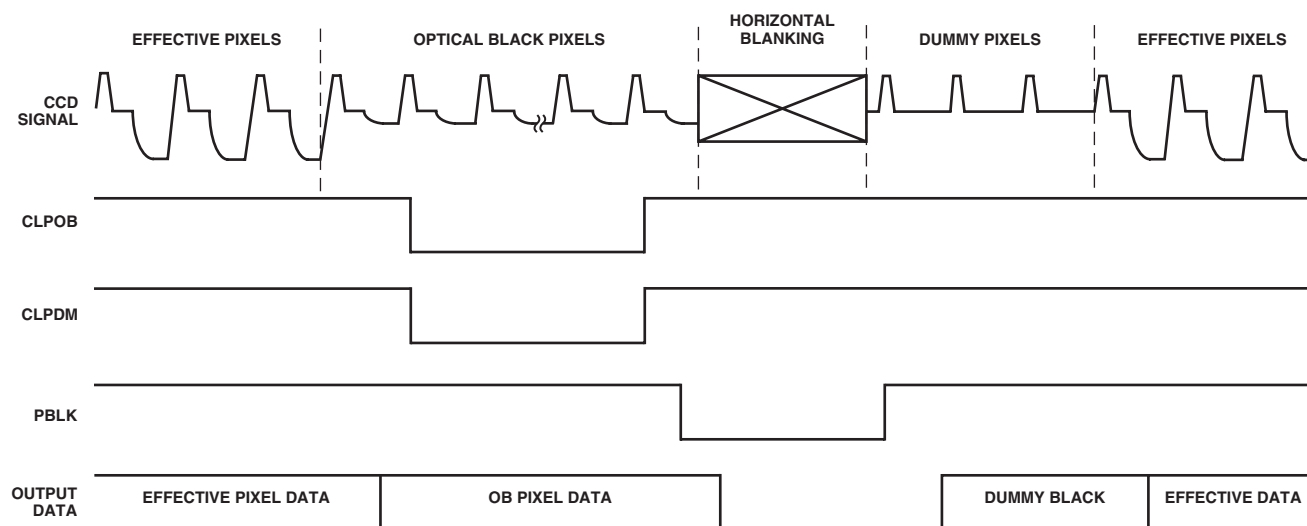 EFFECTIVE PIXELS
OPTICAL BLACK PIXELS
HORIZONTAL
BLANKING
DUMMY PIXELS
EFFECTIVE PIXELS
CCD
SIGNAL
CLPOB
CLPDM
PBLK
OUTPUT
DATA
EFFECTIVE PIXEL DATA
OB PIXEL DATA
DUMMY BLACK
EFFECTIVE DATA